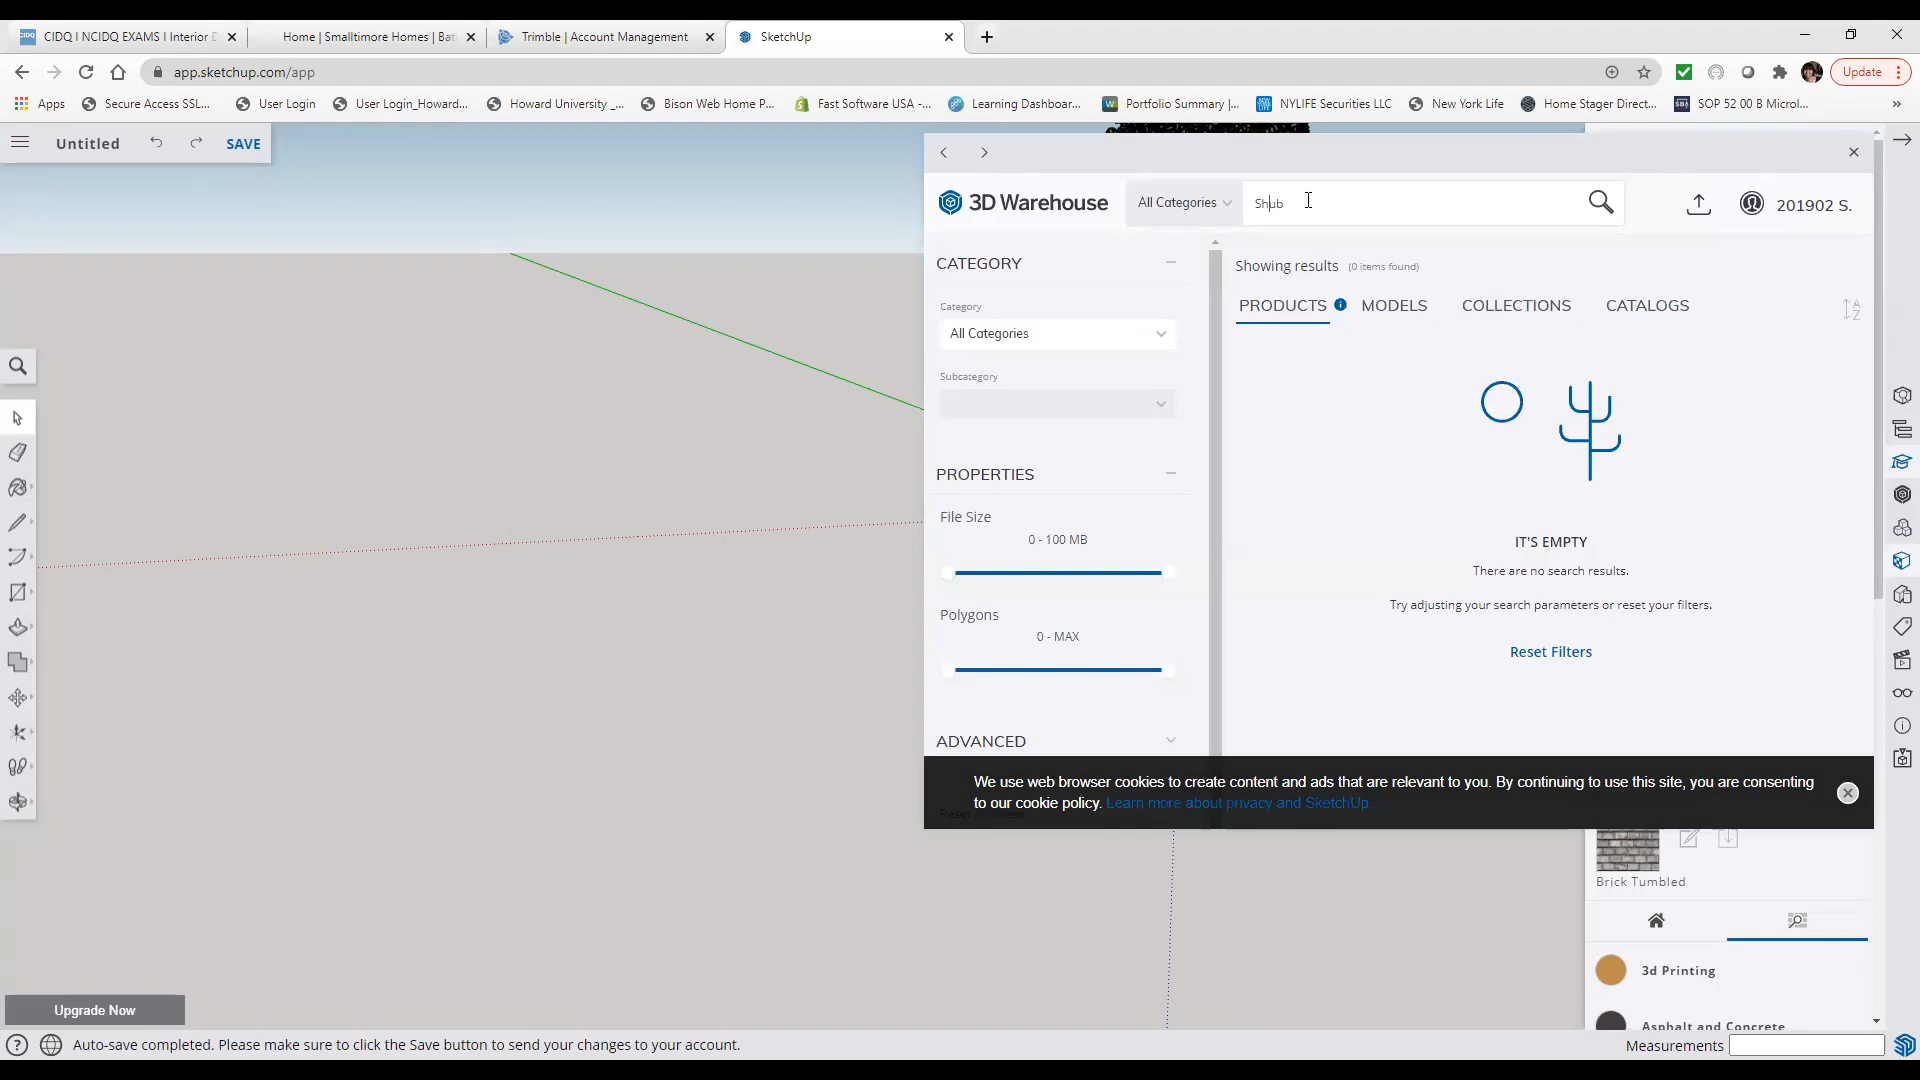 CIDQ I NCIDQ EXAMS I Interior D
Home | Smalltimore Homes | Balt
Trimble | Account Management
SketchUp
app.sketchup.com/app
Update
Apps
Secure Access SSL...
User Login
User Login_Howard...
Howard University _...
Bison Web Home P...
Fast Software USA -...
Learning Dashboar...
Portfolio Summary |...
NYLIFE Securities LLC
New York Life
Home Stager Direct...
SOP 52 00 B Microl...
»
Untitled
SAVE
3D Warehouse
All Categories
Shub
201902 S.
CATEGORY
Category
All Categories
Subcategory
PROPERTIES
File Size
0 - 100 MB
Polygons
0 - MAX
ADVANCED
Showing results (0 items found)
PRODUCTS
MODELS
COLLECTIONS
CATALOGS
IT'S EMPTY
There are no search results.
Try adjusting your search parameters or reset your filters.
Reset Filters
We use web browser cookies to create content and ads that are relevant to you. By continuing to use this site, you are consenting
to our cookie policy. Learn more about privacy and SketchUp.
Brick Tumbled
3d Printing
Asphalt and Concrete
Upgrade Now
Auto-save completed. Please make sure to click the Save button to send your changes to your account.
Measurements